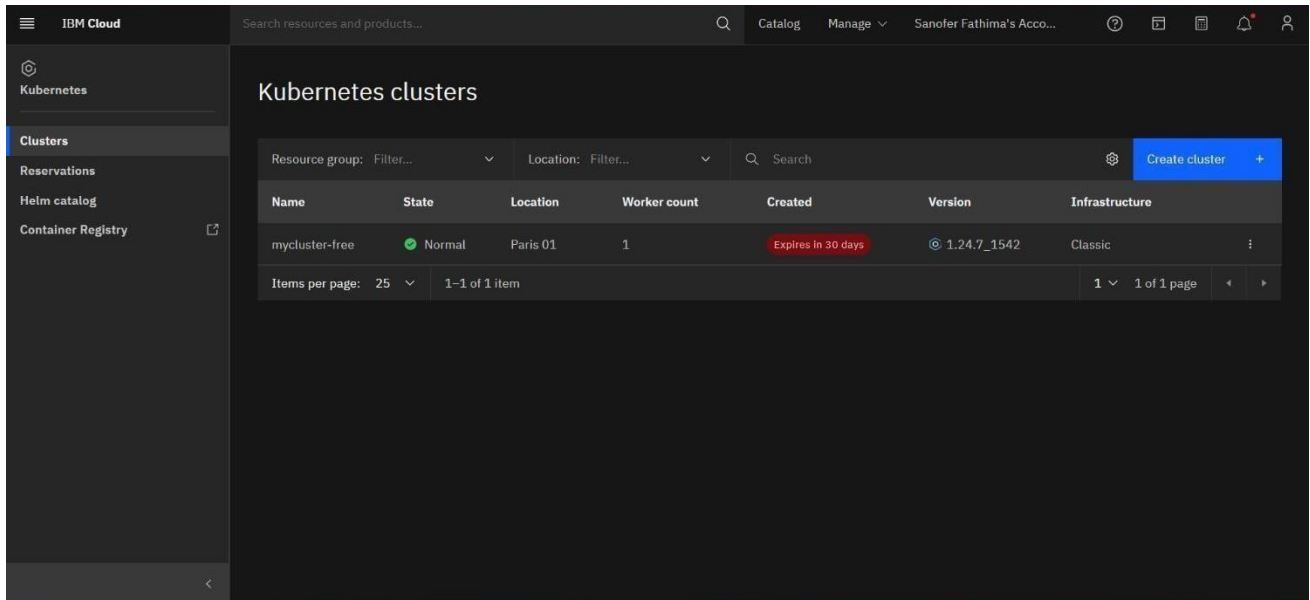 IBM Cloud
Search resources and products...
Catalog
Manage
Sanofer Fathima's Acco...
Kubernetes
Clusters
Reservations
Helm catalog
Container Registry
Kubernetes clusters
Resource group: Filter...
Location: Filter...
Search
Create cluster +
Name State Location Worker count Created Version Infrastructure
mycluster-free Normal Paris 01 1 Expires in 30 days 1.24.7_1542 Classic
Items per page: 25 1–1 of 1 item 1 1 of 1 page